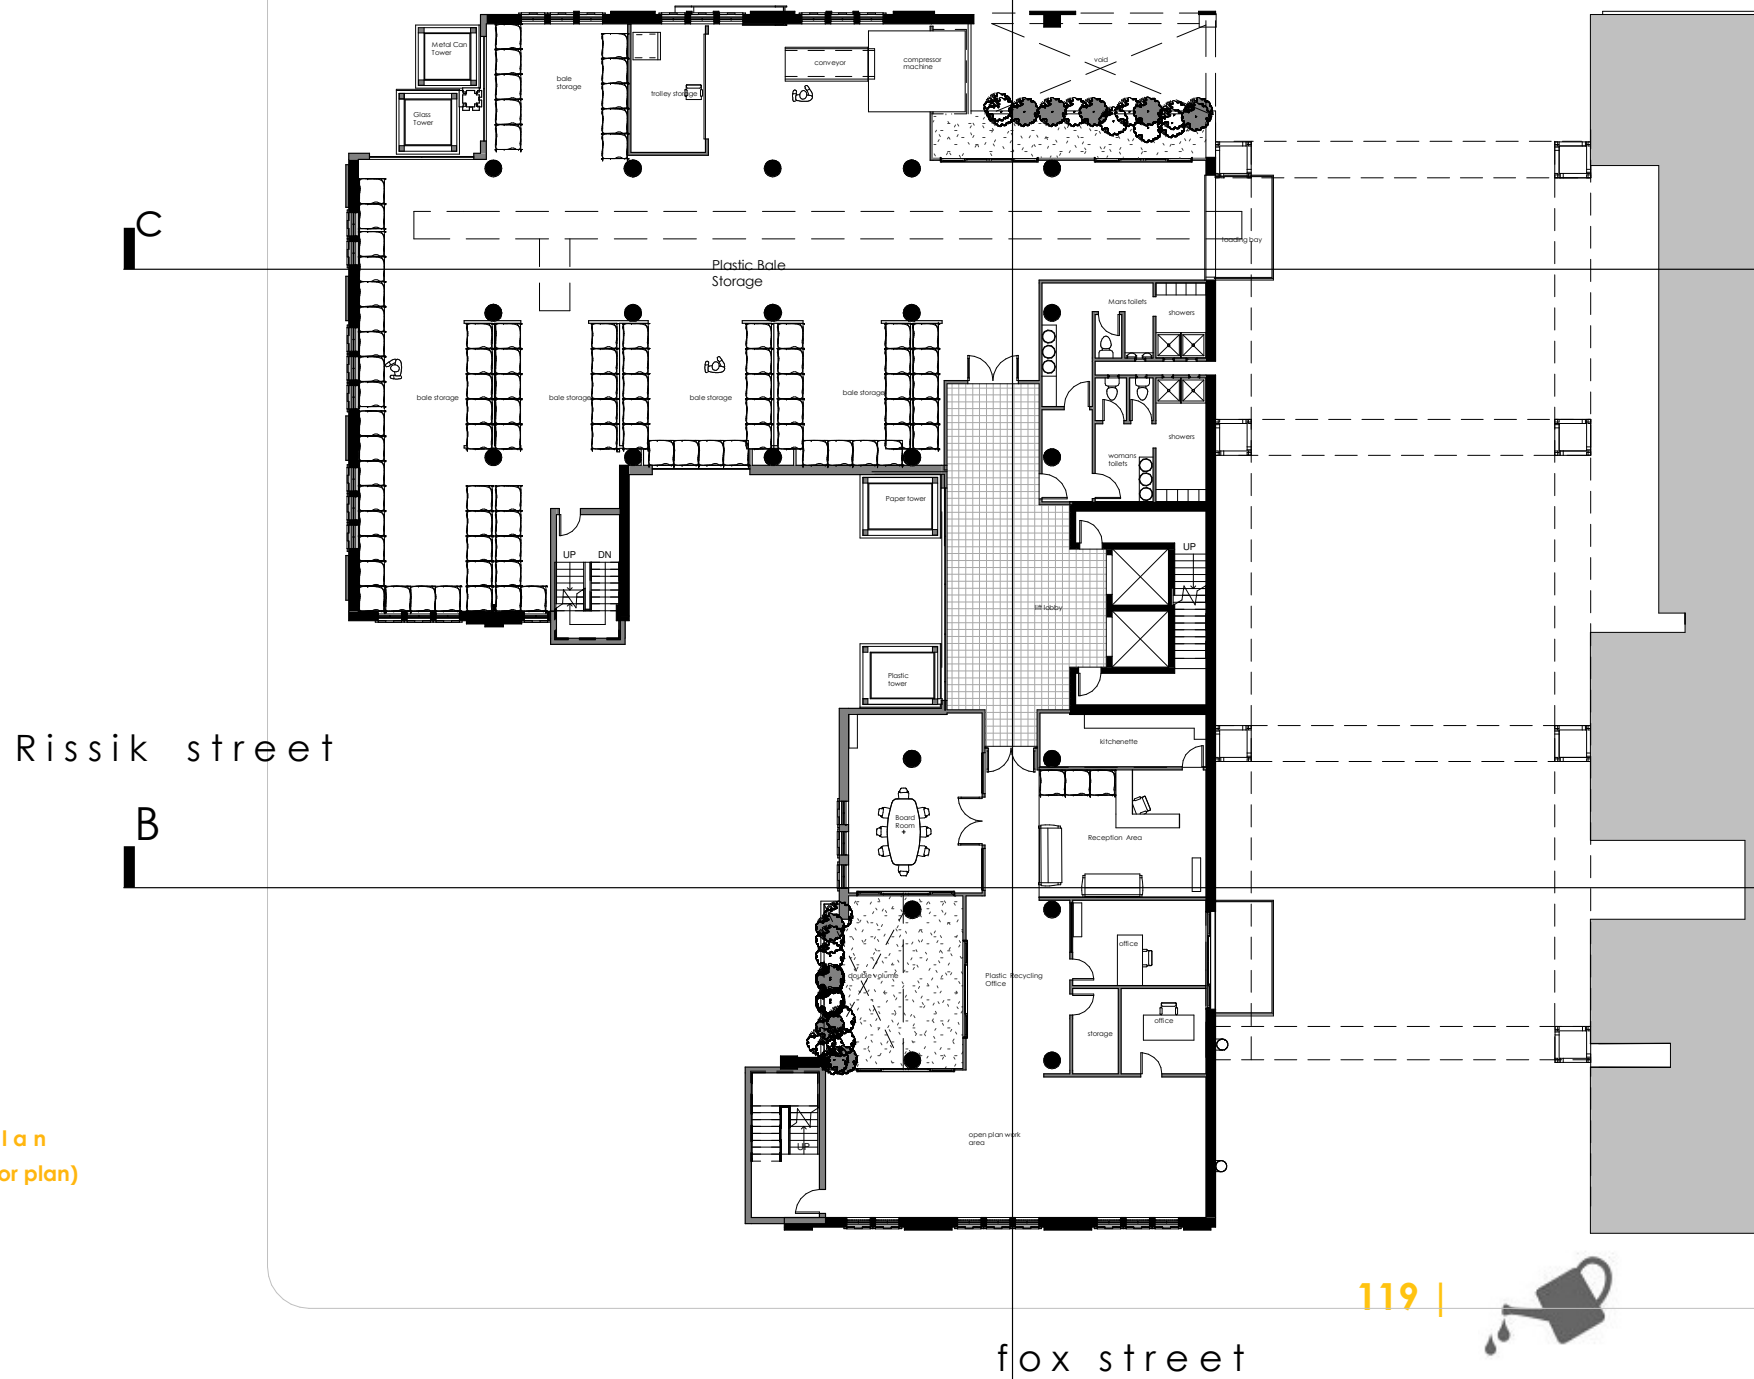 Metal Can
Tower
Glass
Tower
bale
storage
trolley storage
conveyor
compressor
machine
void
C
loading bay
Plastic Bale
Storage
Mans toilets
showers
bale storage
bale storage
bale storage
bale storage
showers
womans
toilets
Paper tower
UP
DN
UP
lift lobby
Plastic
tower
Rissik street
kitchenette
B
Board
Room
Reception Area
office
double volume
Plastic Recycling
Office
office
storage
open plan work
area
UP
lan
or plan)
119 |
fox street